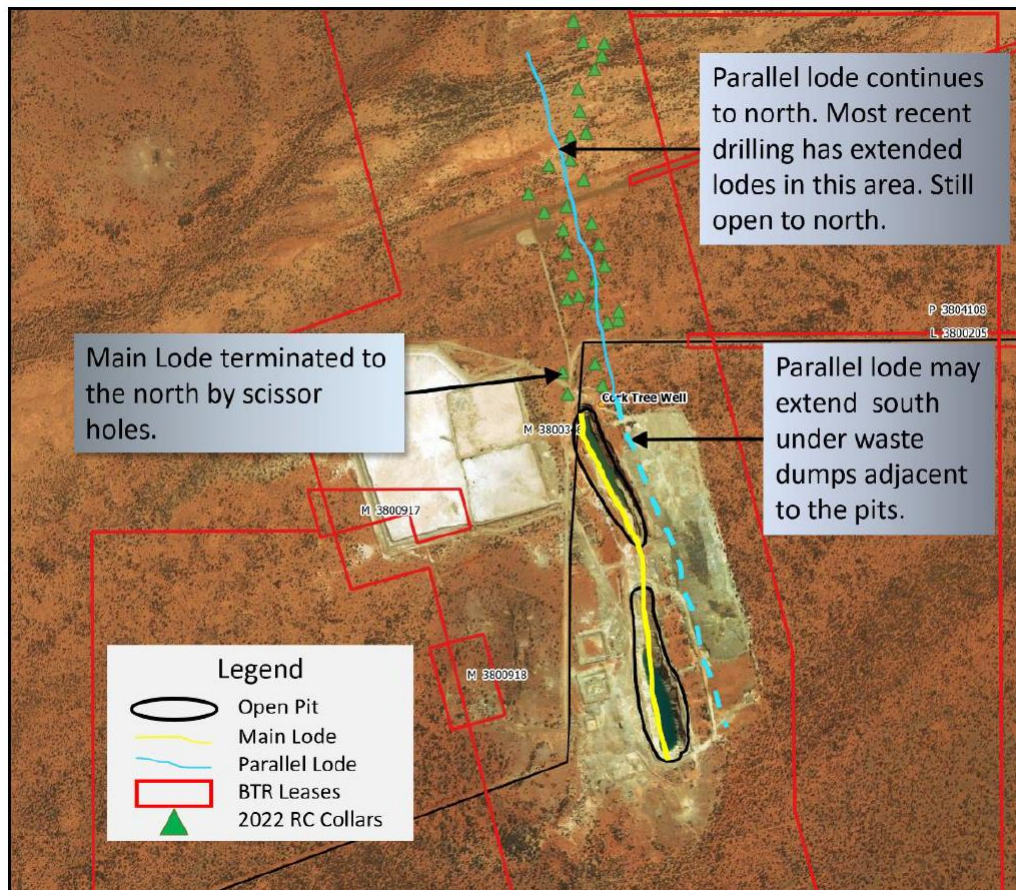 Parallel lode continues
to north. Most recent
drilling has extended
lodes in this area. Still
open to north.
P 3804108
L 3800205
Main Lode terminated to
the north by scissor
holes.
Parallel lode may
extend south
under waste
dumps adjacent
to the pits.
Cork Tree Well
M 3800346
M 3800917
M 3800918
Legend
Open Pit
Main Lode
Parallel Lode
BTR Leases
2022 RC Collars